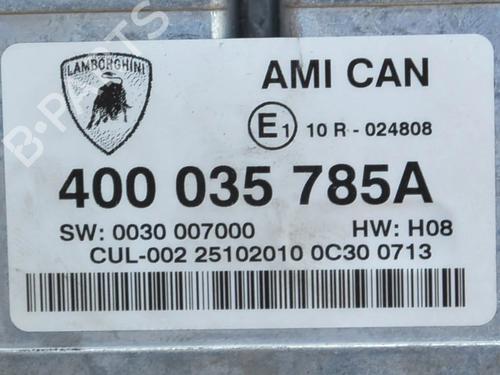 LAMBORGHINI
AMI CAN
E1 10 R - 024808
400 035 785A
SW: 0030 007000 HW: H08
CUL-002 25102010 0C30 0713
B-PARTS